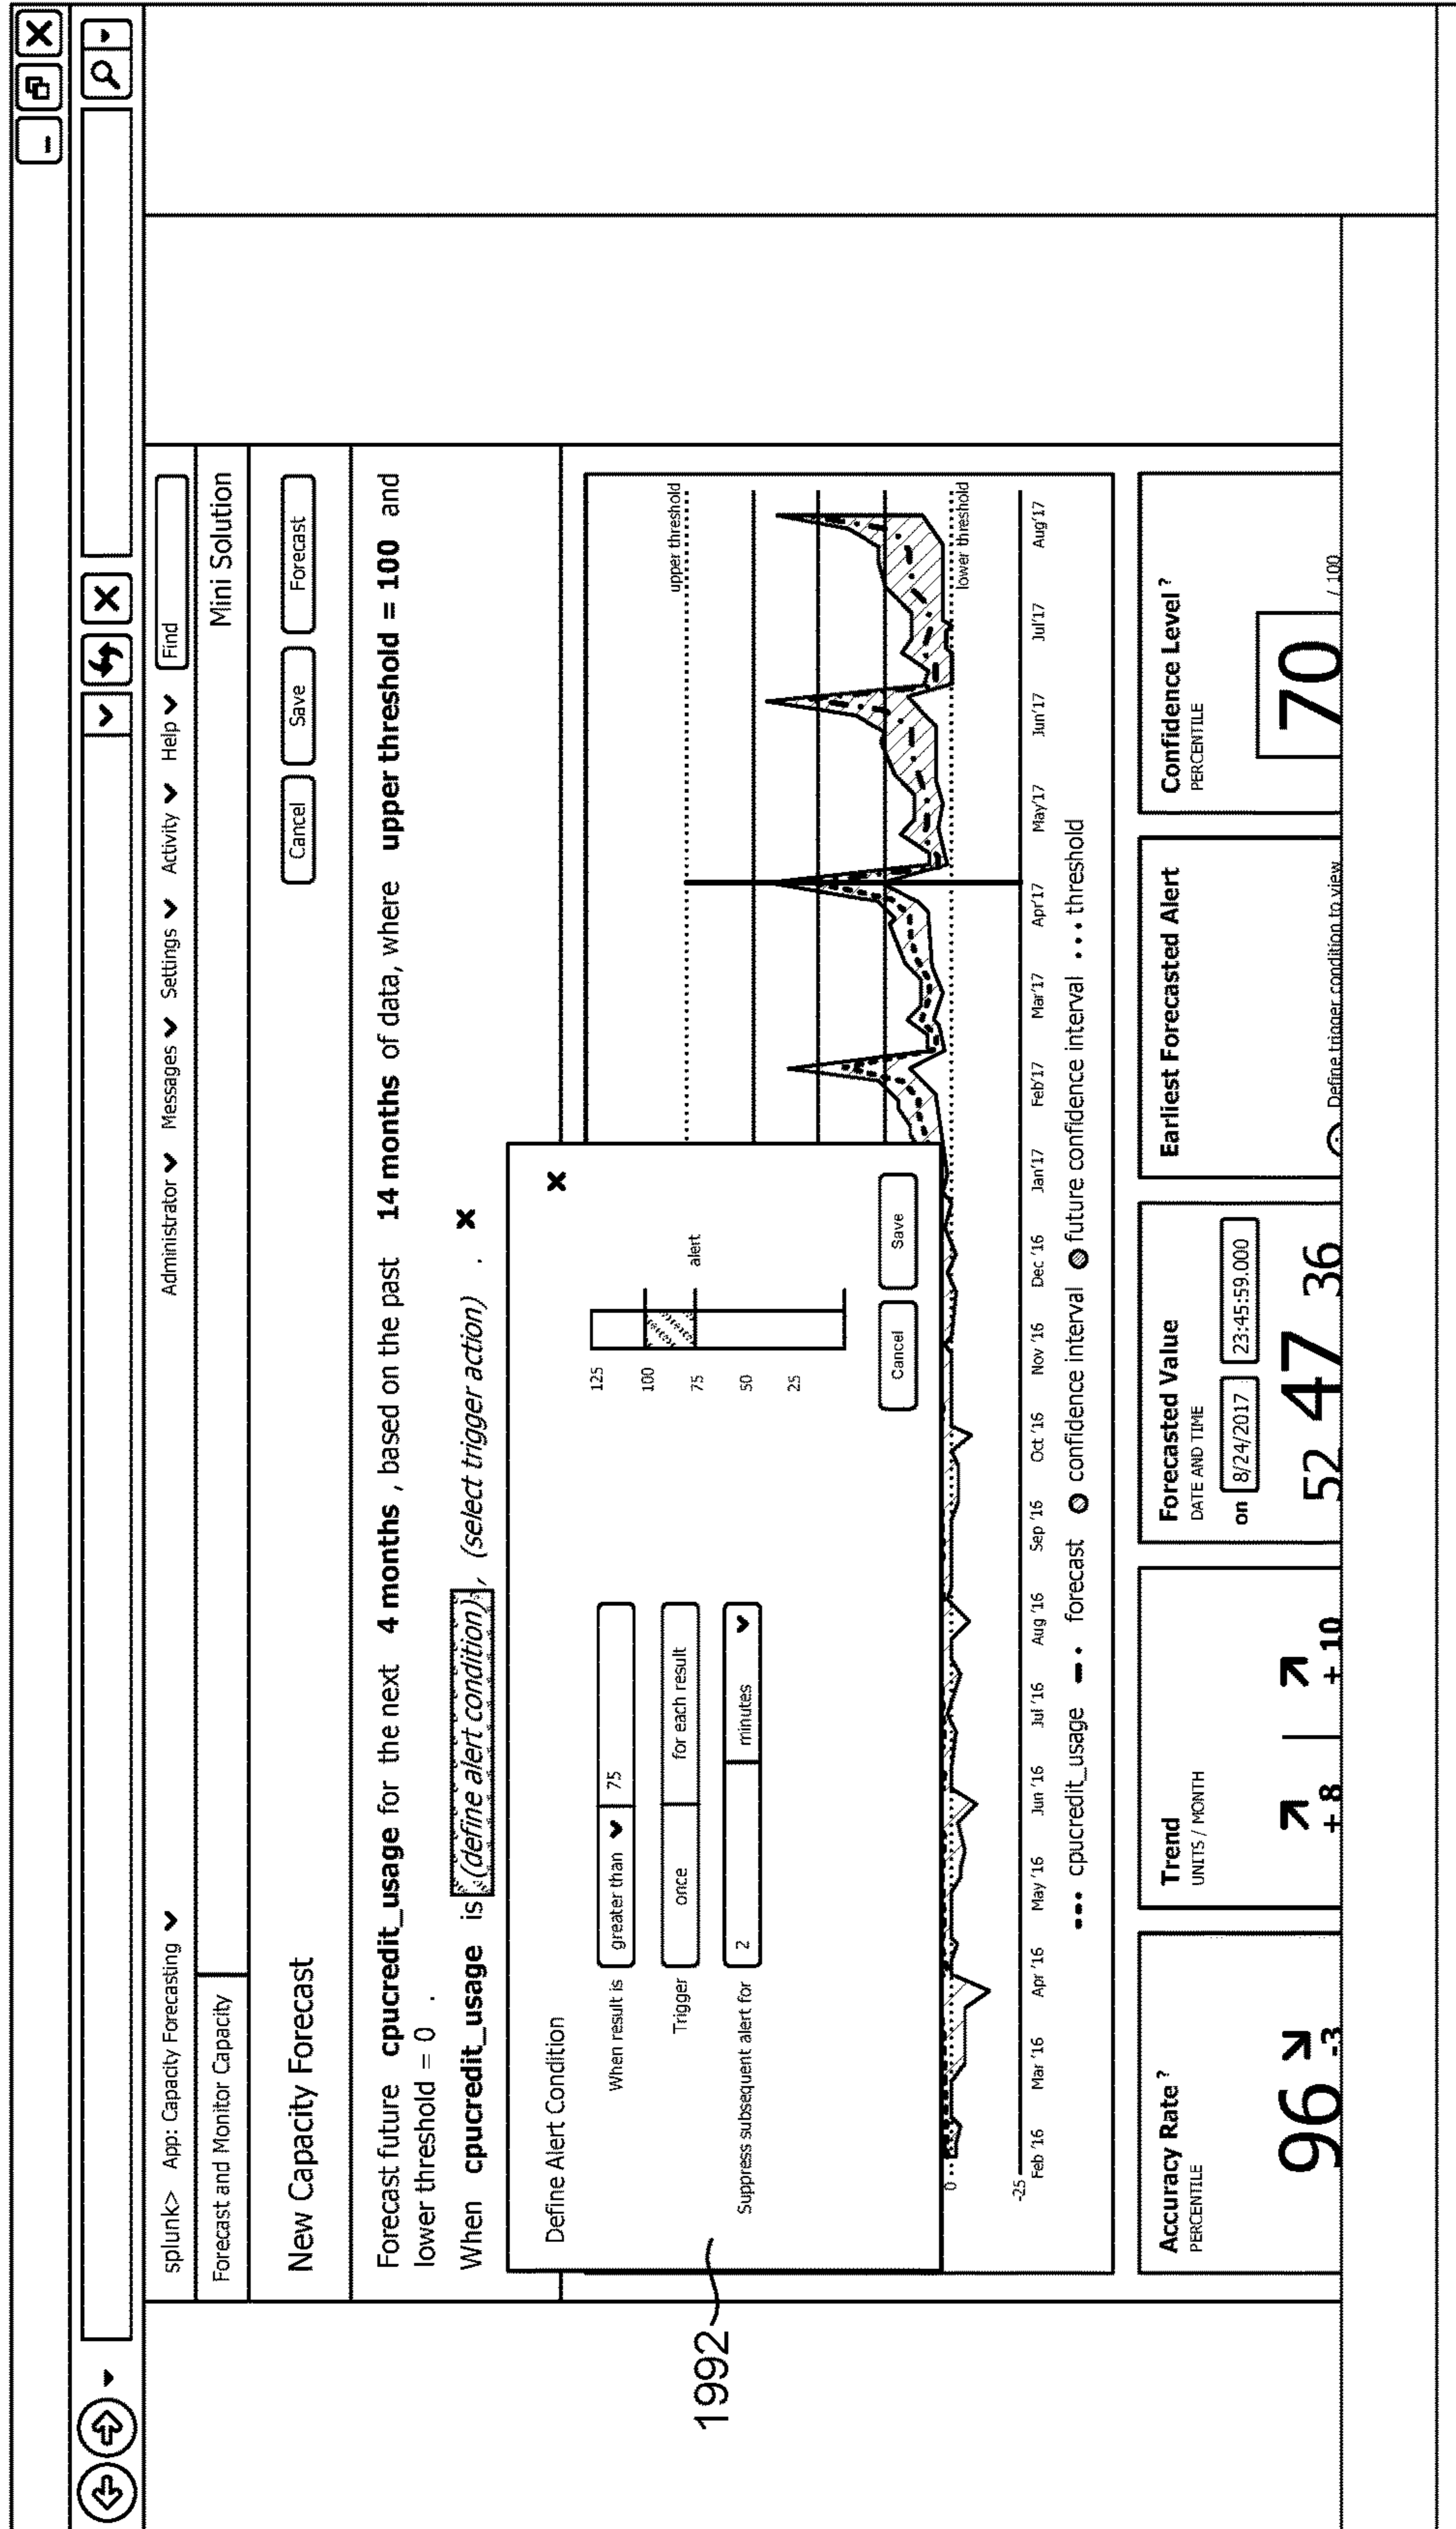 splunk> App: Capacity Forecasting Administrator Messages Settings Activity Help Find
Forecast and Monitor Capacity Mini Solution
New Capacity Forecast Cancel Save Forecast
Forecast future cpucredit_usage for the next 4 months , based on the past 14 months of data, where upper threshold = 100 and
lower threshold = 0 .
When cpucredit_usage is (define alert condition), (select trigger action) .
Define Alert Condition
When result is greater than 75
Trigger once for each result
Suppress subsequent alert for 2 minutes
125
100
75
50
25
alert
Cancel Save
1992
upper threshold
lower threshold
0
-25
Feb '16 Mar '16 Apr '16 May '16 Jun '16 Jul '16 Aug '16 Sep '16 Oct '16 Nov '16 Dec '16 Jan'17 Feb'17 Mar'17 Apr'17 May'17 Jun'17 Jul'17 Aug'17
cpucredit_usage forecast confidence interval future confidence interval threshold
Accuracy Rate?
PERCENTILE
96 -3
Trend
UNITS / MONTH
+ 8 + 10
Forecasted Value
DATE AND TIME
on 8/24/2017 23:45:59.000
52 47 36
Earliest Forecasted Alert
Define trigger condition to view
Confidence Level?
PERCENTILE
70 / 100